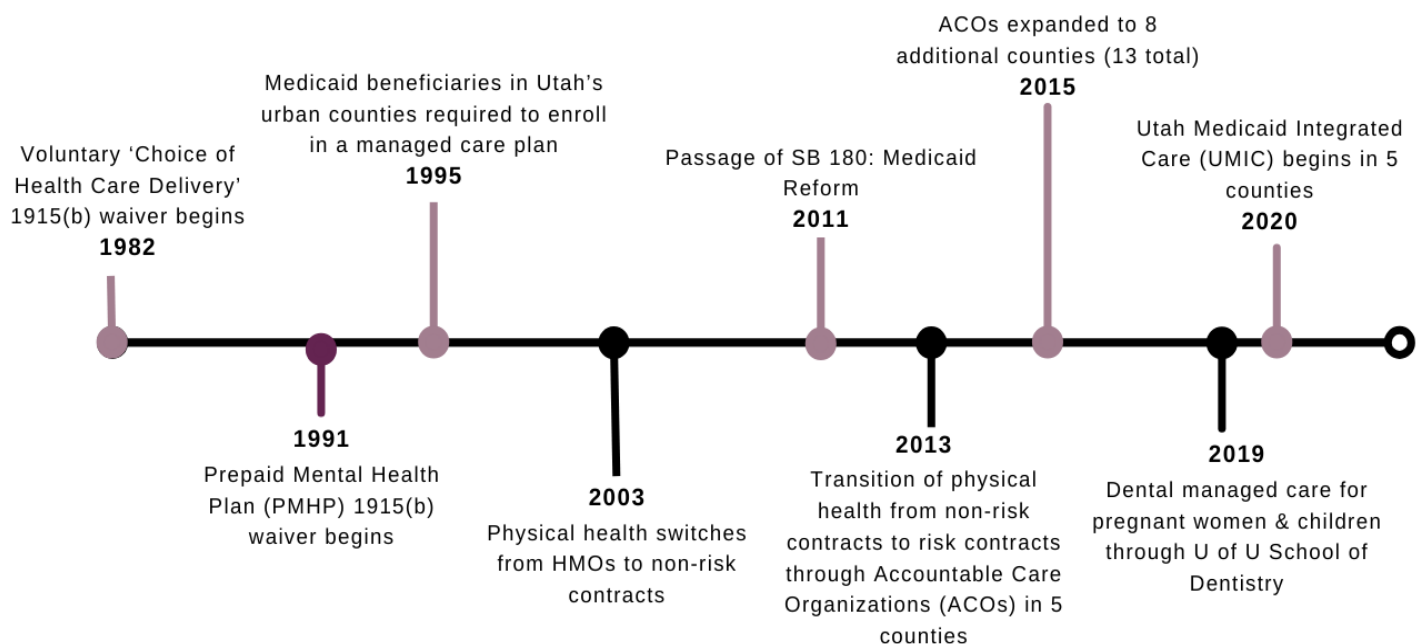 Voluntary ‘Choice of
Health Care Delivery’
1915(b) waiver begins
1982
1991
Prepaid Mental Health
Plan (PMHP) 1915(b)
waiver begins
Medicaid beneficiaries in Utah’s
urban counties required to enroll
in a managed care plan
1995
2003
Physical health switches
from HMOs to non-risk
contracts
Passage of SB 180: Medicaid
Reform
2011
2013
Transition of physical
health from non-risk
contracts to risk contracts
through Accountable Care
Organizations (ACOs) in 5
counties
ACOs expanded to 8
additional counties (13 total)
2015
2019
Dental managed care for
pregnant women & children
through U of U School of
Dentistry
Utah Medicaid Integrated
Care (UMIC) begins in 5
counties
2020